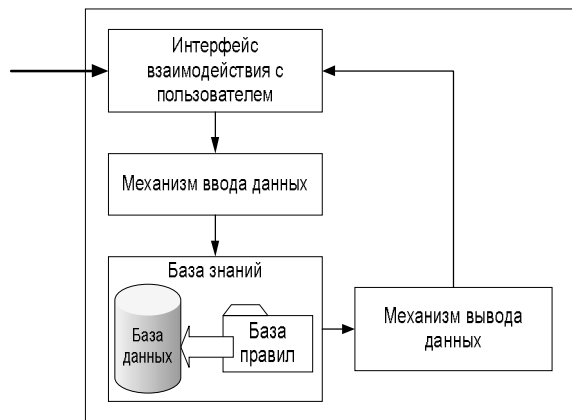 Интерфейс
взаимодействия с
пользователем
Механизм ввода данных
База знаний
База
данных
База
правил
Механизм вывода
данных